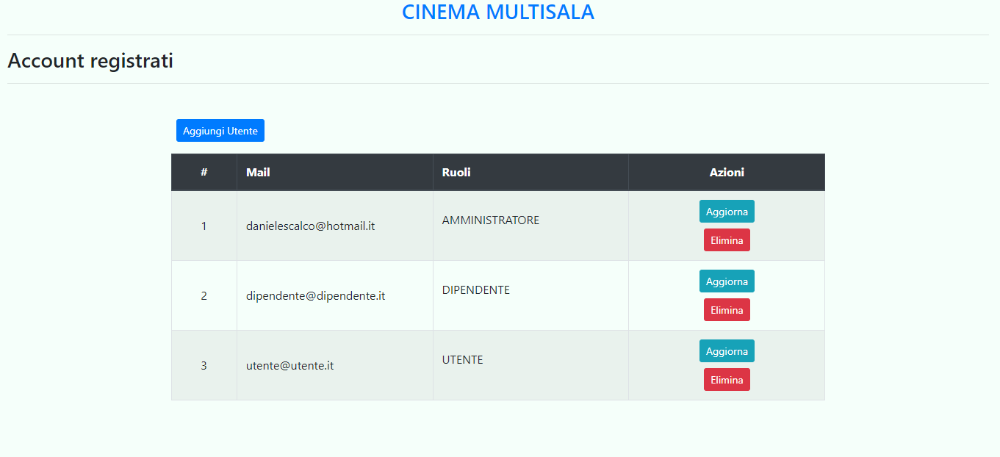 CINEMA MULTISALA
Account registrati
Aggiungi Utente
# Mail Ruoli Azioni
1 danielescalco@hotmail.it AMMINISTRATORE Aggiorna
Elimina
2 dipendente@dipendente.it DIPENDENTE Aggiorna
Elimina
3 utente@utente.it UTENTE Aggiorna
Elimina